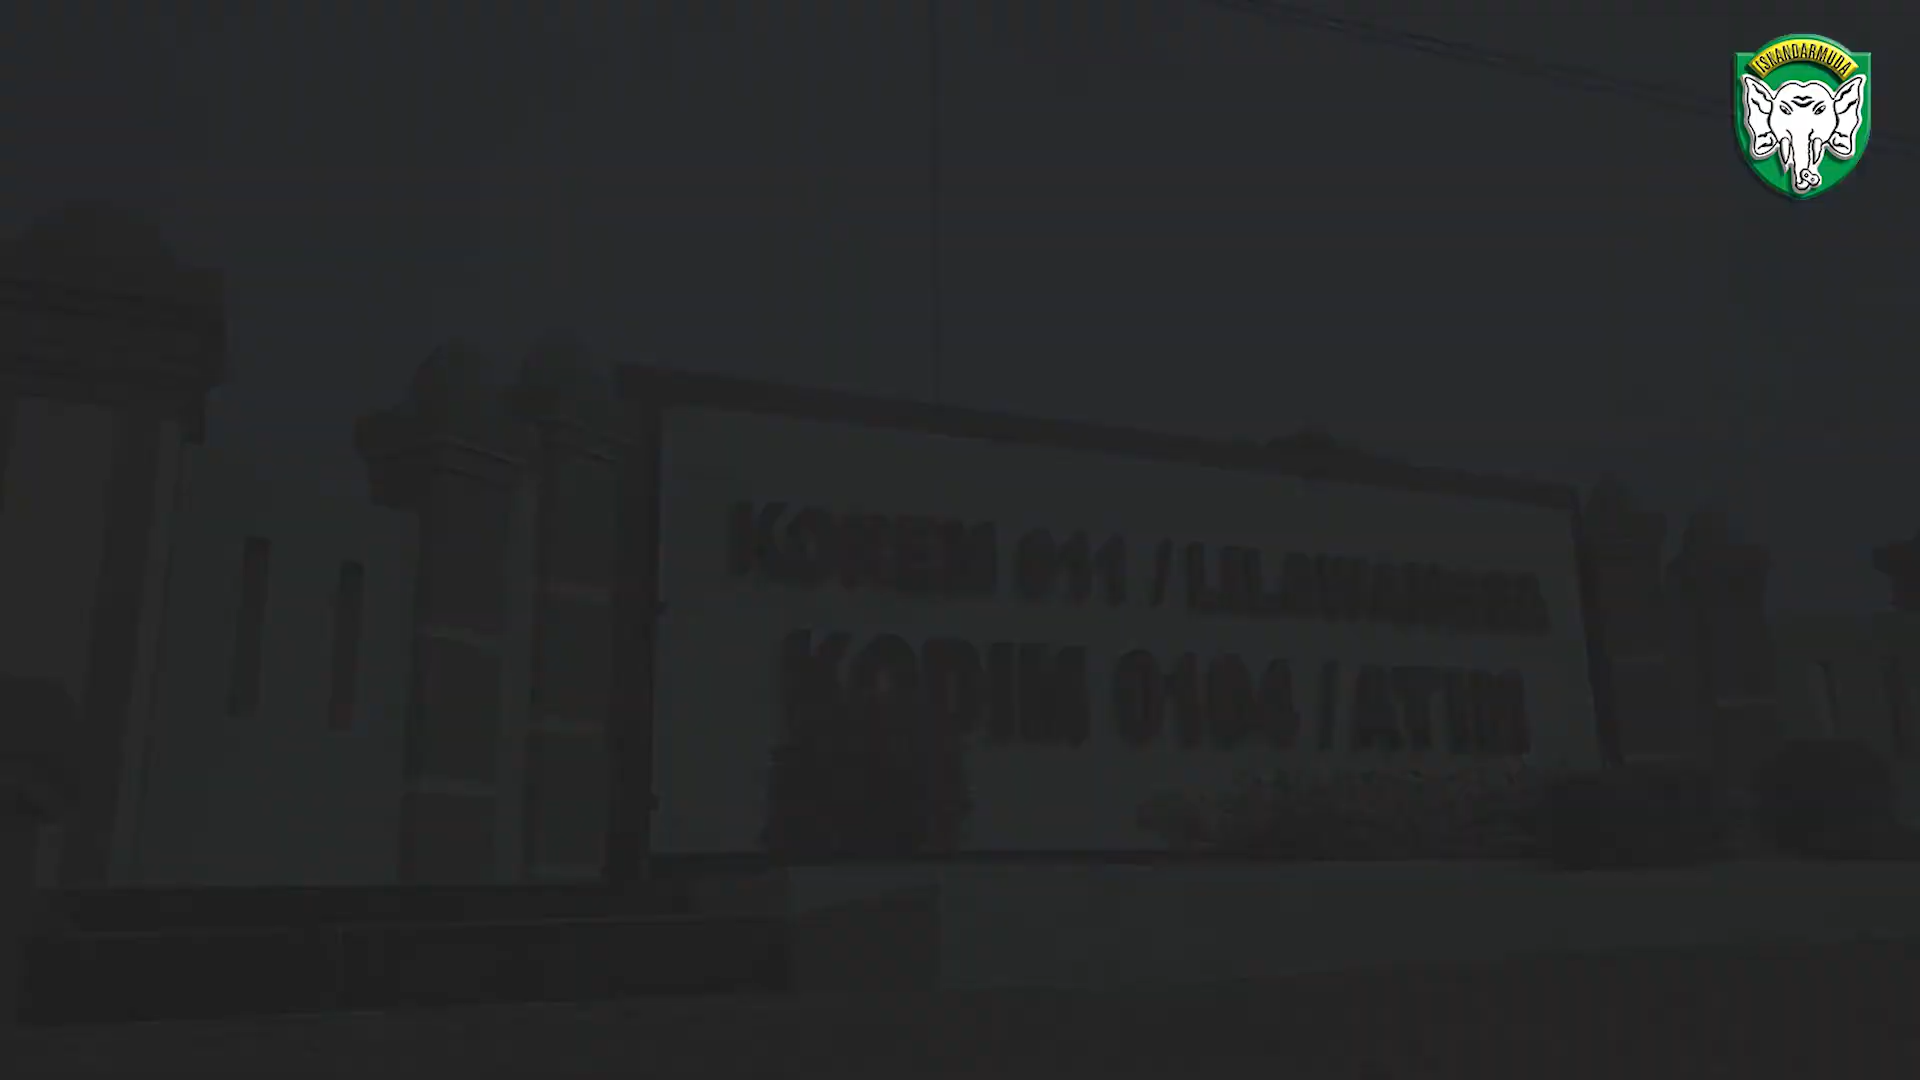 ISKANDARMUDA
KOREM 011 / LILAWANGSA
KODIM 0104 / ATIM